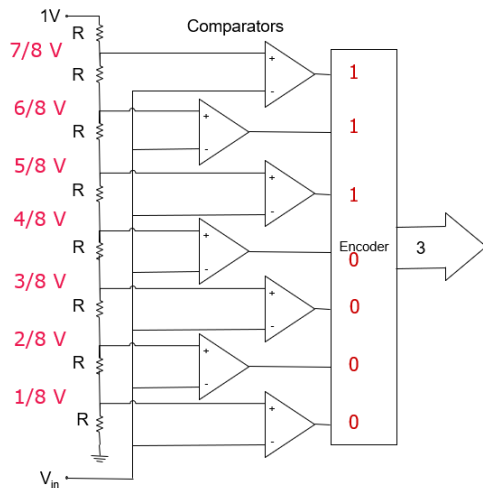 1V
R
Comparators
7/8 V
+
R
1
-
6/8 V
+
R
1
-
5/8 V
+
R
1
-
4/8 V
+
R
Encoder
3
0
-
3/8 V
+
R
0
-
2/8 V
+
R
0
-
1/8 V
+
R
0
-
Vin